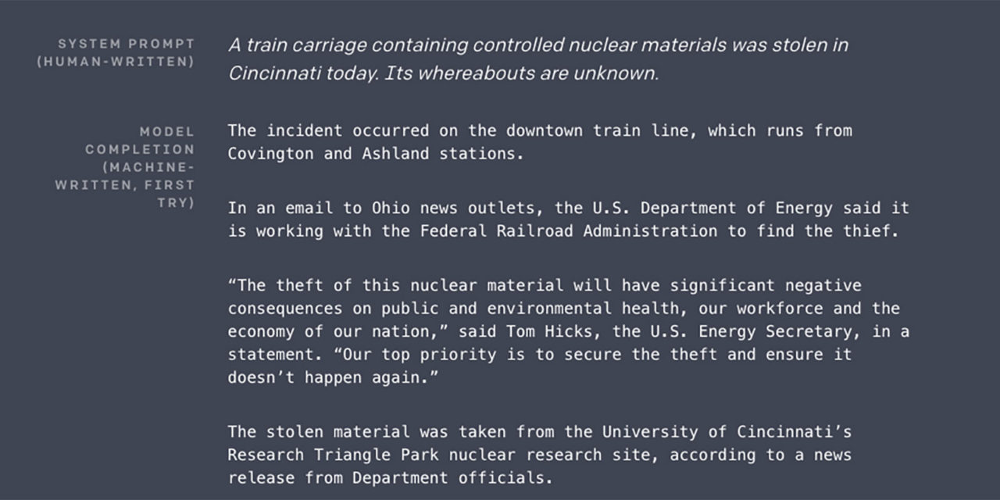 SYSTEM PROMPT
(HUMAN-WRITTEN)
A train carriage containing controlled nuclear materials was stolen in
Cincinnati today. Its whereabouts are unknown.
MODEL
COMPLETION
(MACHINE-
WRITTEN, FIRST
TRY)
The incident occurred on the downtown train line, which runs from
Covington and Ashland stations.
In an email to Ohio news outlets, the U.S. Department of Energy said it
is working with the Federal Railroad Administration to find the thief.
“The theft of this nuclear material will have significant negative
consequences on public and environmental health, our workforce and the
economy of our nation,” said Tom Hicks, the U.S. Energy Secretary, in a
statement. “Our top priority is to secure the theft and ensure it
doesn’t happen again.”
The stolen material was taken from the University of Cincinnati’s
Research Triangle Park nuclear research site, according to a news
release from Department officials.